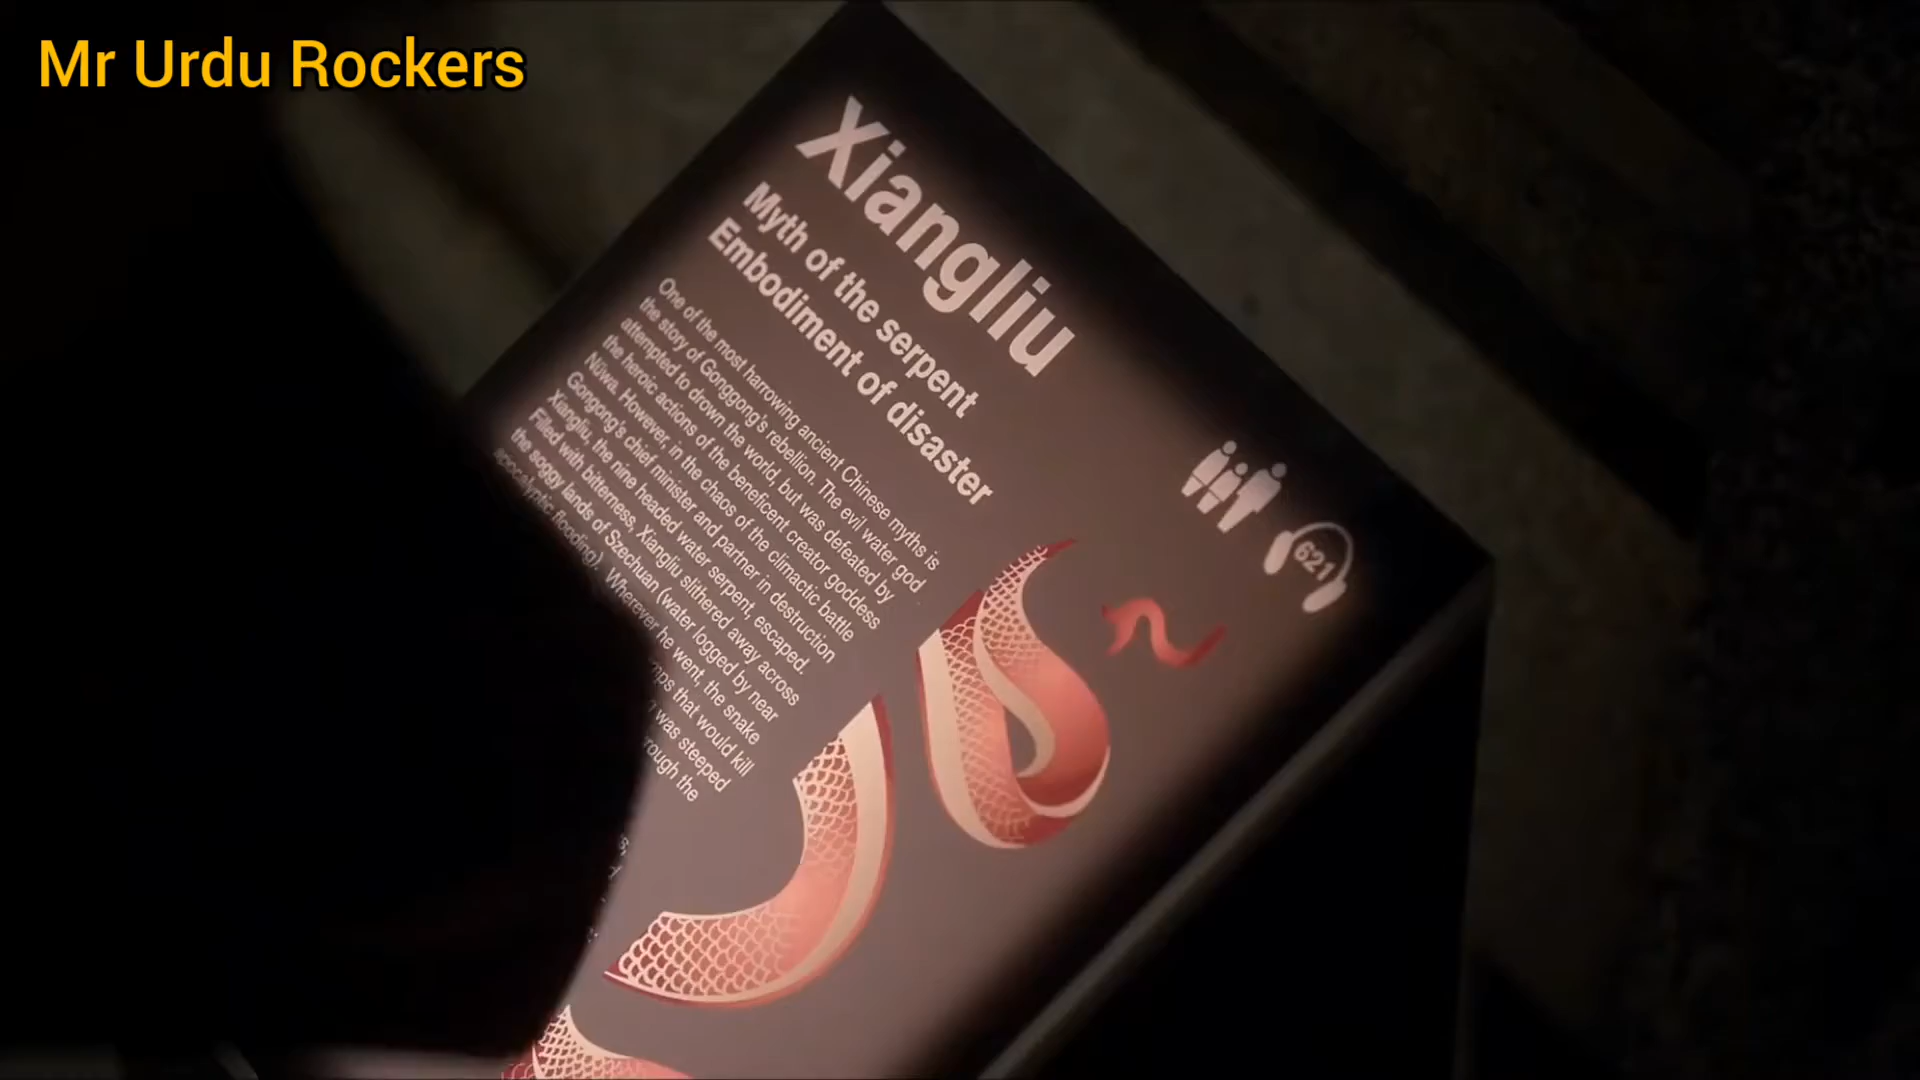 Mr Urdu Rockers
Xiangliu
Myth of the serpent
Embodiment of disaster
One of the most harrowing ancient Chinese myths is
the story of Gonggong's rebellion. The evil water god
attempted to drown the world, but was defeated by
the heroic actions of the beneficent creator goddess
Nüwa. However, in the chaos of the climactic battle
Gongong's chief minister and partner in destruction
Xiangliu, the nine headed water serpent, escaped.
Filled with bitterness, Xiangliu slithered away across
the soggy lands of Szechuan (water logged by near
apocalyptic flooding). Wherever he went, the snake
that would kill
was steeped
the
621